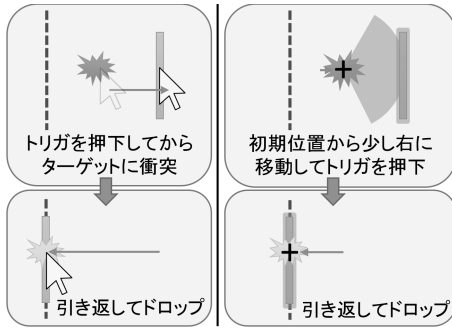 トリガを押下してから
ターゲットに衝突
引き返してドロップ
初期位置から少し右に
移動してトリガを押下
引き返してドロップ